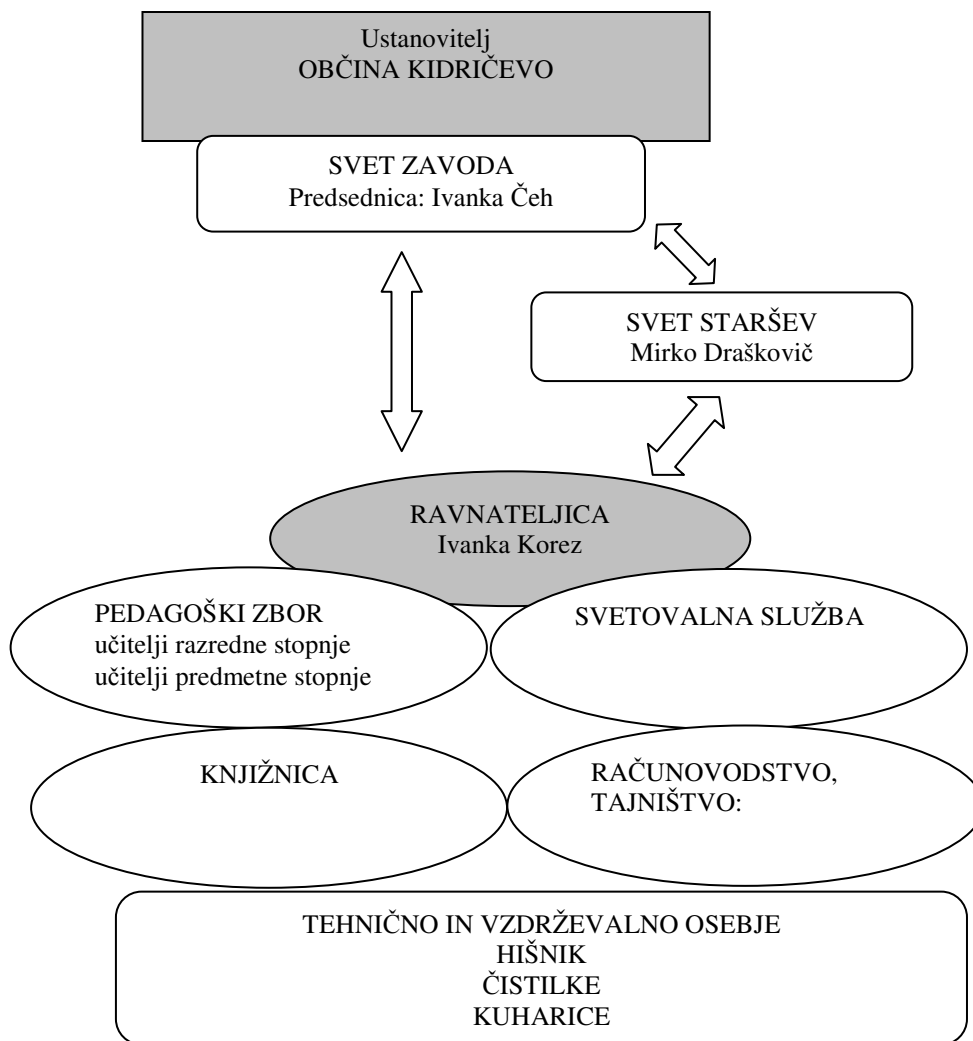 Ustanovitelj
OBČINA KIDRIČEVO
SVET ZAVODA
Predsednica: Ivanka Čeh
SVET STARŠEV
Mirko Draškovič
RAVNATELJICA
Ivanka Korez
PEDAGOŠKI ZBOR
učitelji razredne stopnje
učitelji predmetne stopnje
SVETOVALNA SLUŽBA
KNJIŽNICA
RAČUNOVODSTVO,
TAJNIŠTVO:
TEHNIČNO IN VZDRŽEVALNO OSEBJE
HIŠNIK
ČISTILKE
KUHARICE